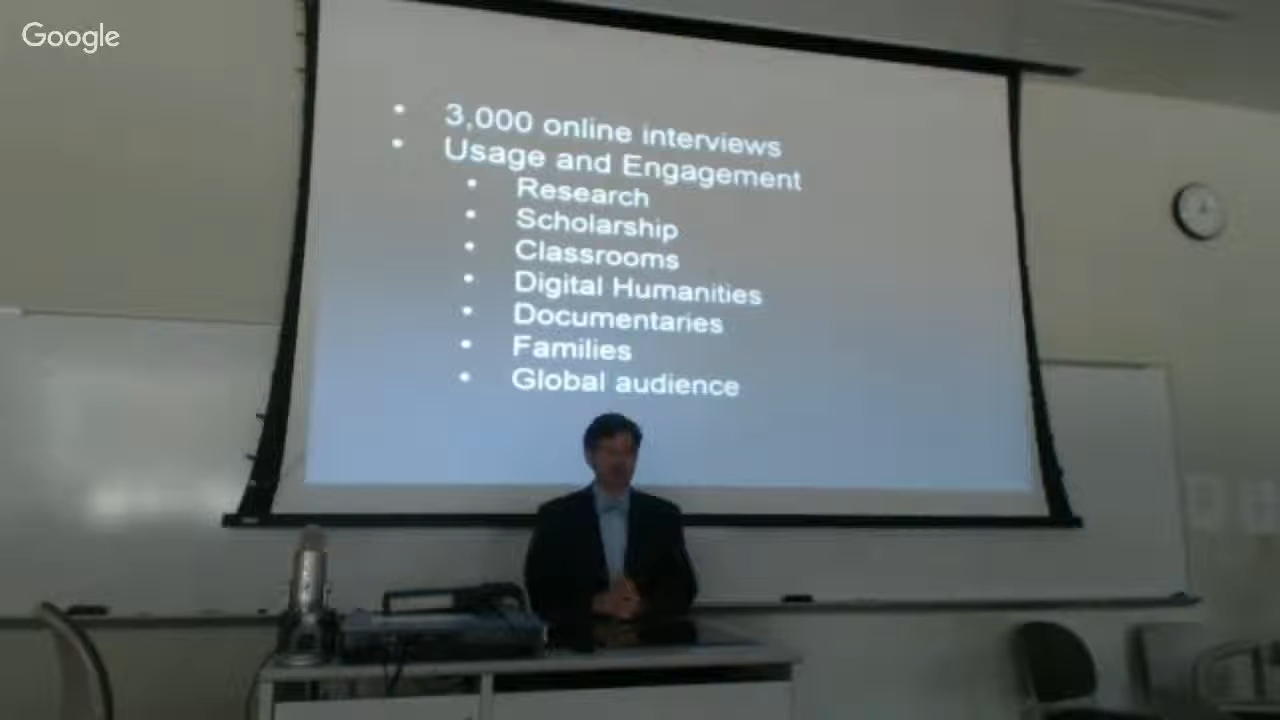 Google
• 3,000 online interviews
• Usage and Engagement
• Research
• Scholarship
• Classrooms
• Digital Humanities
• Documentaries
• Families
• Global audience